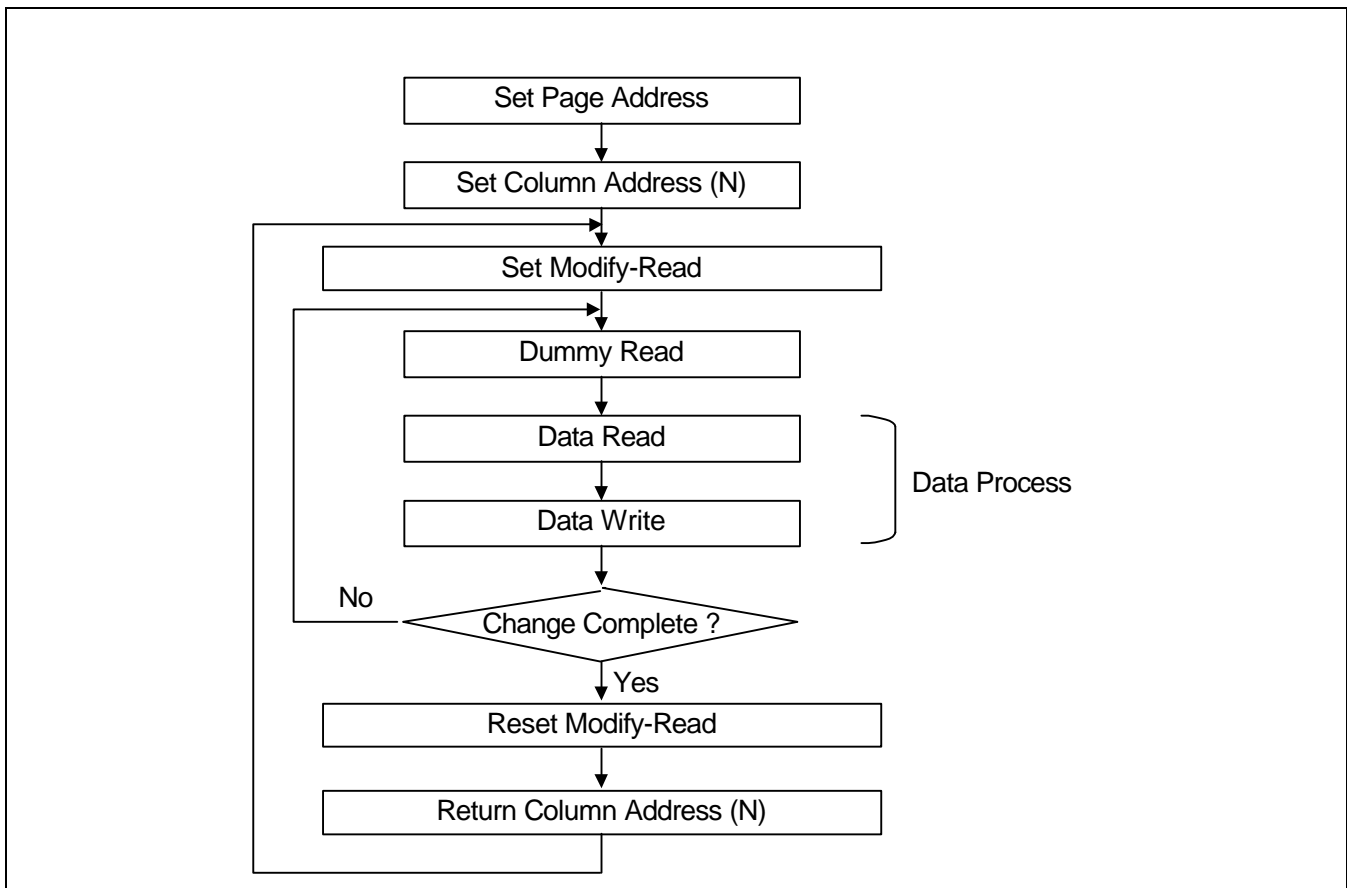 Set Page Address
Set Column Address (N)
Set Modify-Read
Dummy Read
Data Read
Data Process
Data Write
No
Change Complete ?
Yes
Reset Modify-Read
Return Column Address (N)